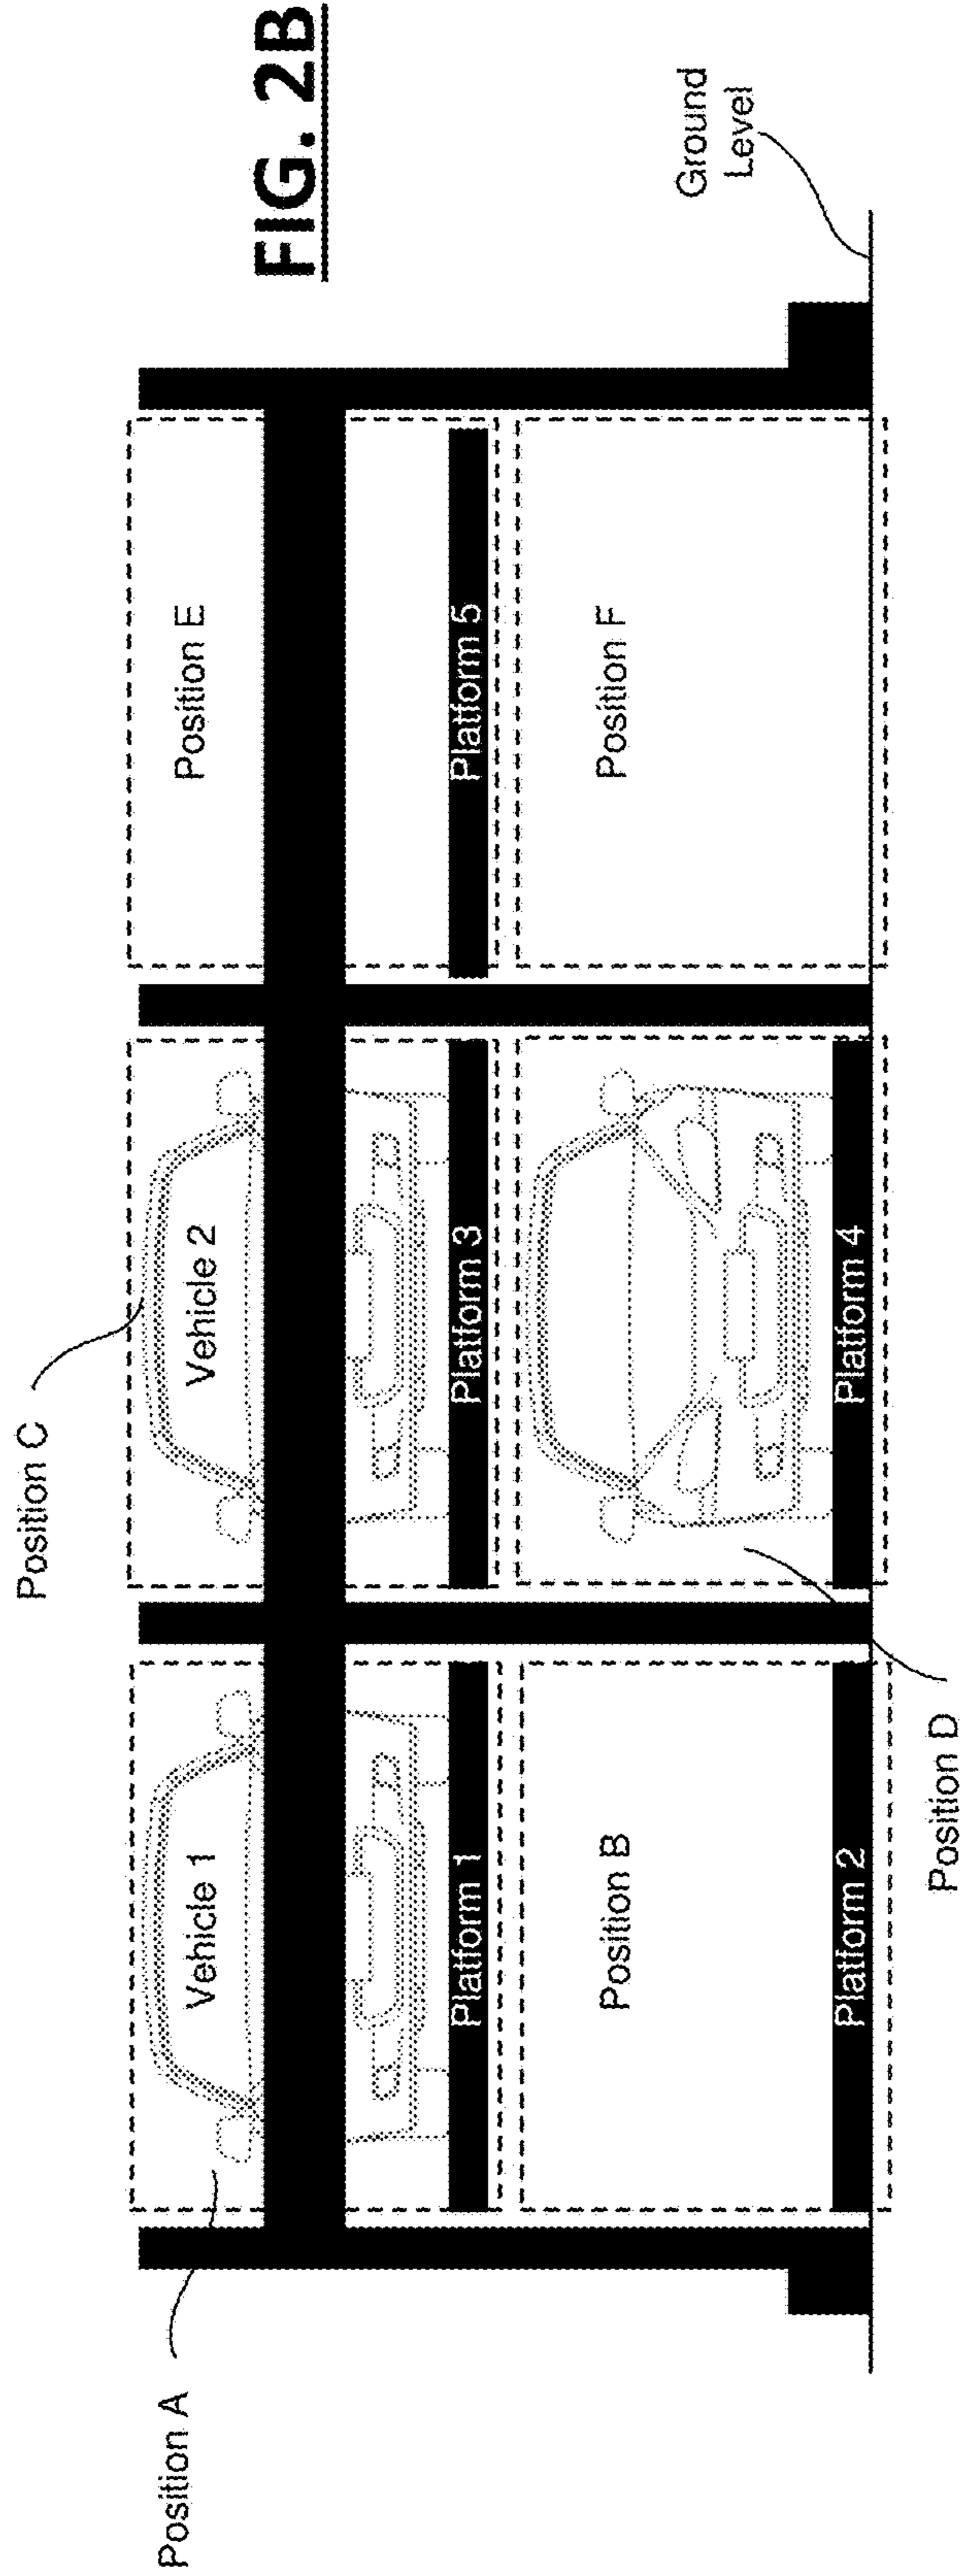 FIG. 2B
Position C
Position A
Vehicle 1
Vehicle 2
Position E
Platform 1
Platform 3
Platform 5
Position B
Position F
Platform 2
Platform 4
Position D
Ground
Level